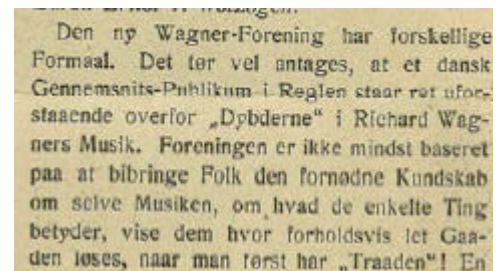 Den ny Wagner-Forening har forskellige
Formaal. Det tør vel antages, at et dansk
Gennemsnits-Publikum i Reglen staar ret ufor-
staaende overfor „Dybderne“ i Richard Wag-
ners Musik. Foreningen er ikke mindst baseret
paa at bibringe Folk den fornødne Kundskab
om selve Musiken, om hvad de enkelte Ting
betyder, vise dem hvor forholdsvis let Gaa-
den løses, naar man først har „Traaden“! En